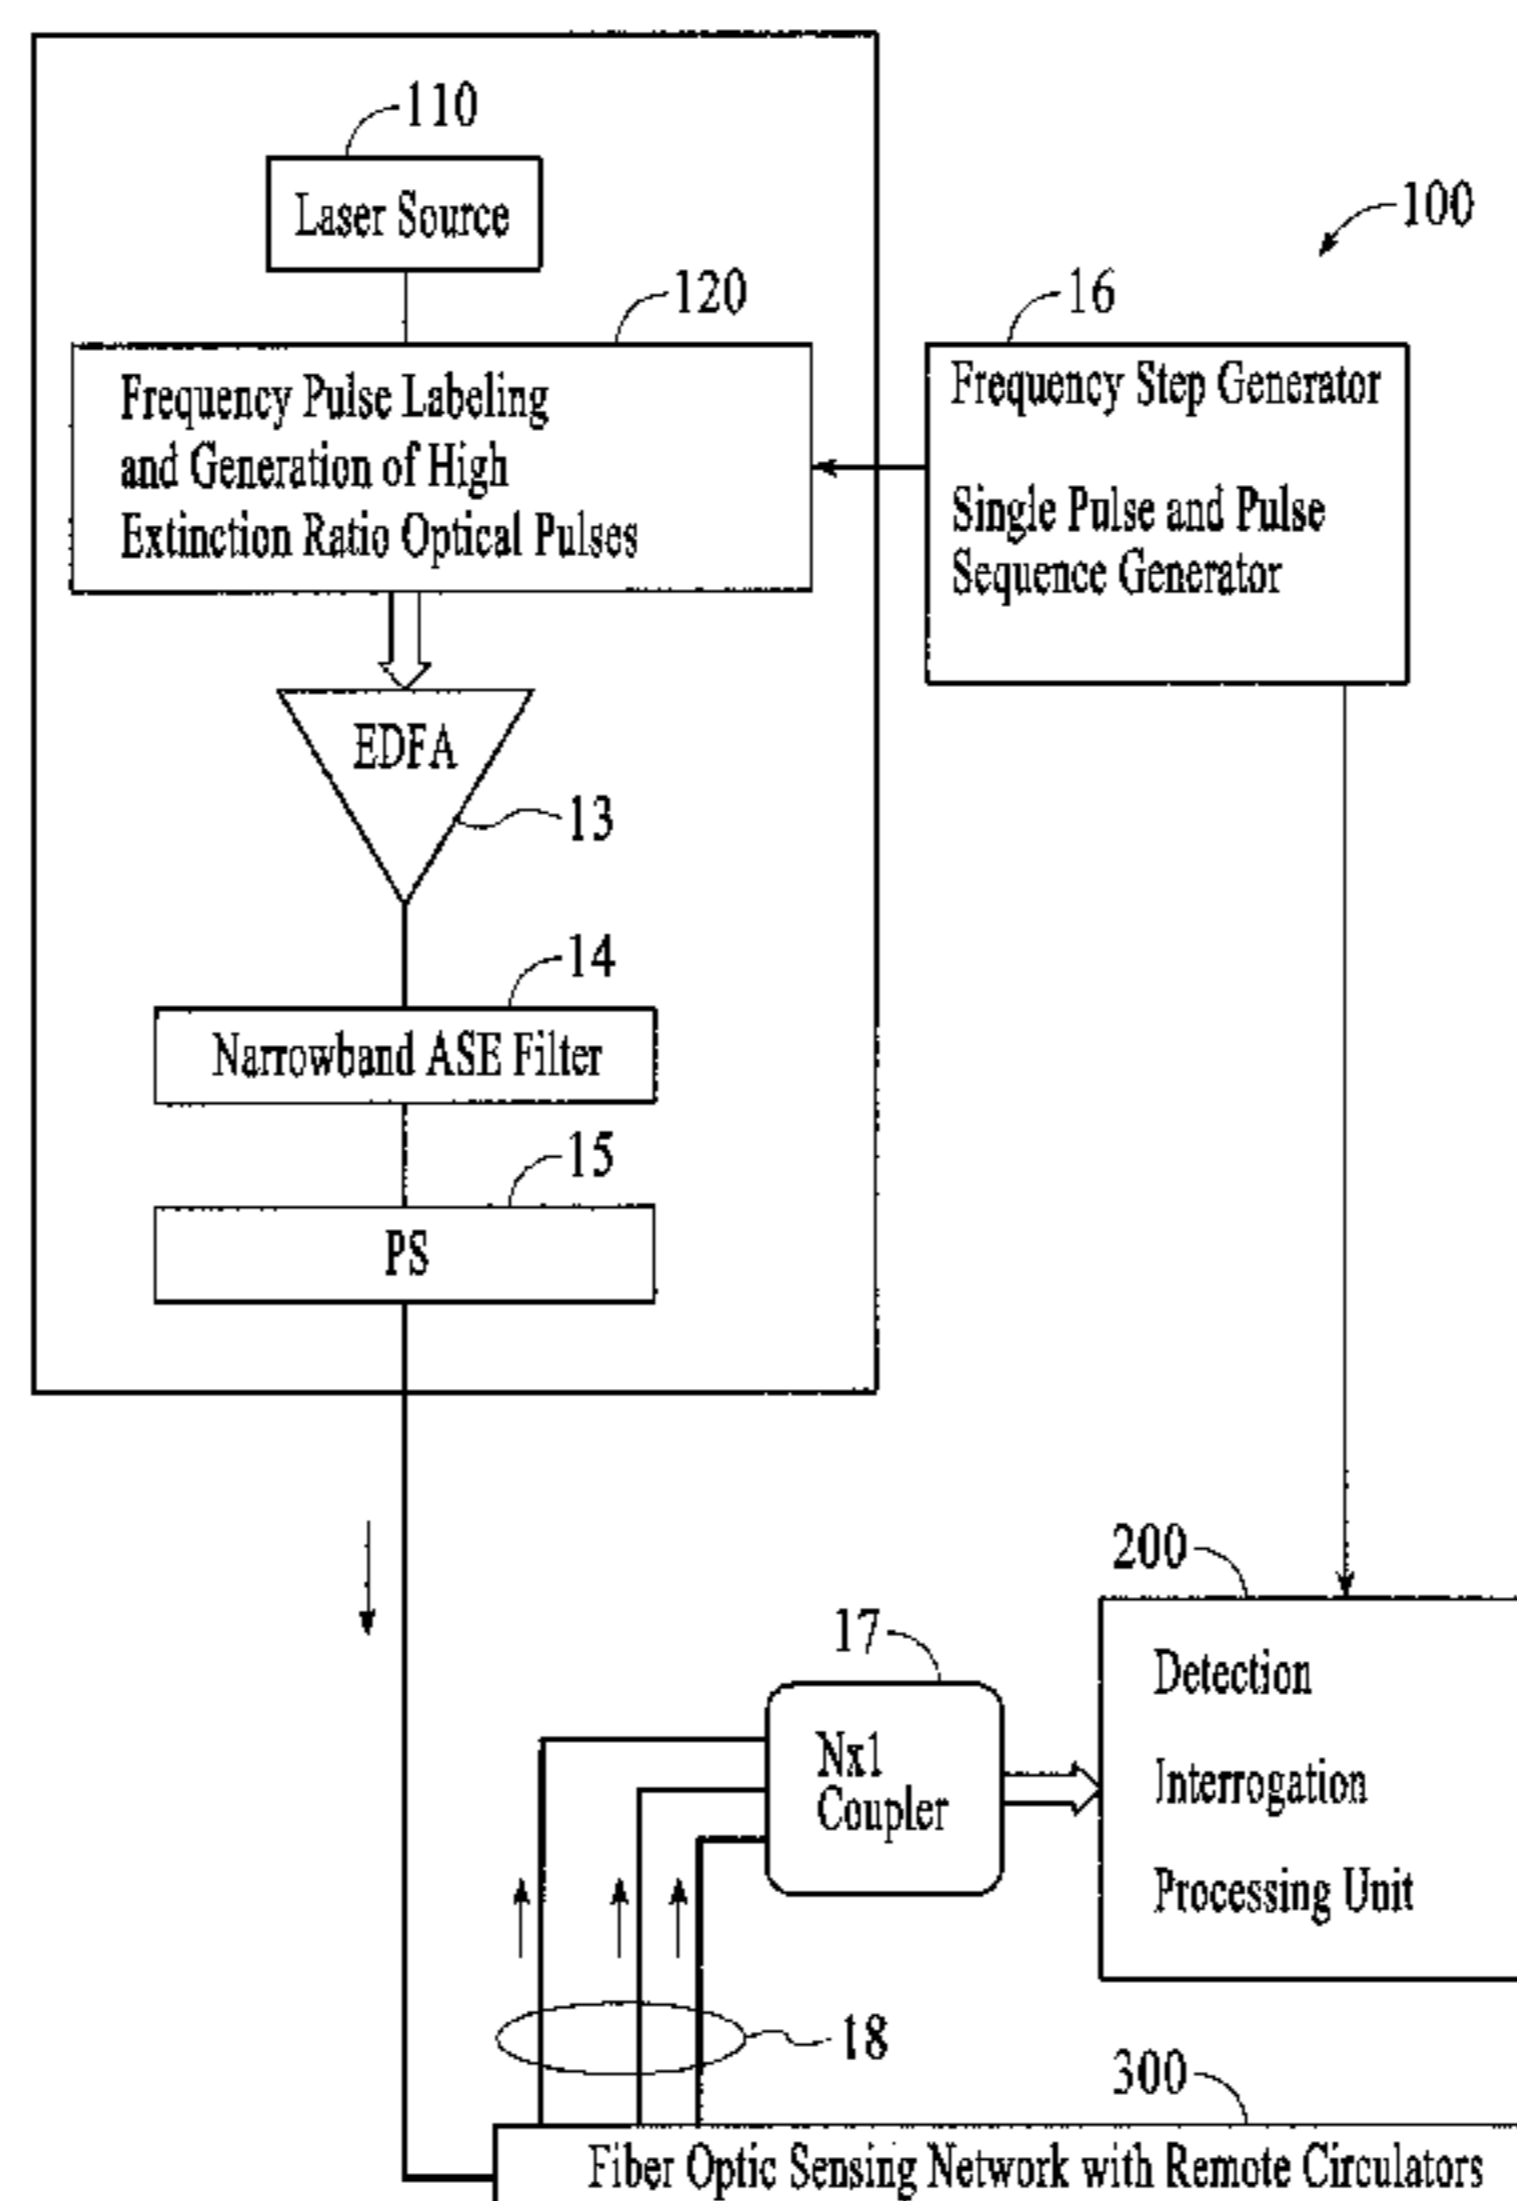 110
Laser Source
100
120
16
Frequency Pulse Labeling
and Generation of High
Extinction Ratio Optical Pulses
Frequency Step Generator
Single Pulse and Pulse
Sequence Generator
EDFA
13
14
Narrowband ASE Filter
15
PS
200
17
Detection
Interrogation
Processing Unit
Nx1
Coupler
18
300
Fiber Optic Sensing Network with Remote Circulators